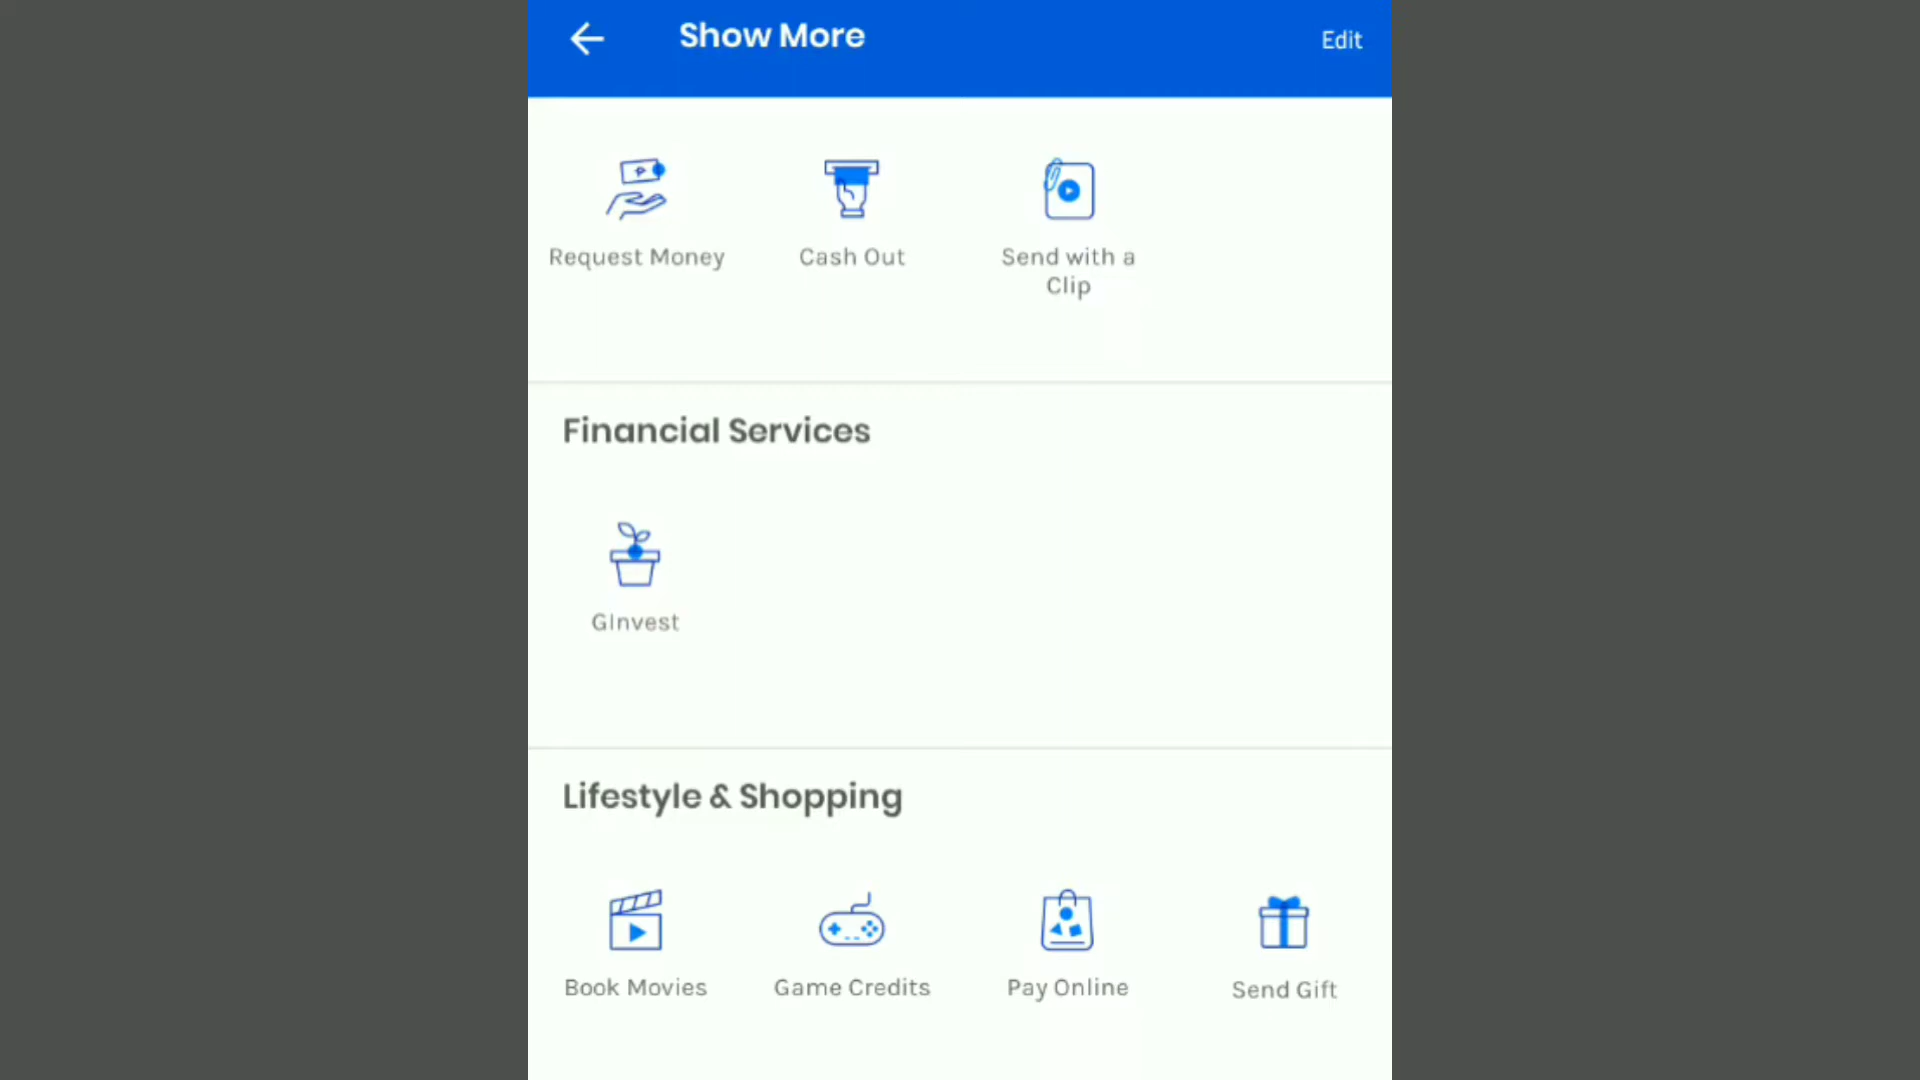 Show More
Edit
Request Money
Cash Out
Send with a
Clip
Financial Services
GInvest
Lifestyle & Shopping
Book Movies
Game Credits
Pay Online
Send Gift